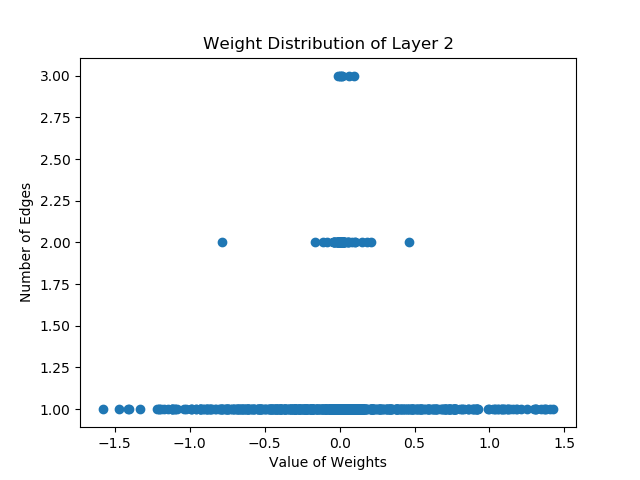 Weight Distribution of Layer 2
Number of Edges
3.00
2.75
2.50
2.25
2.00
1.75
1.50
1.25
1.00
−1.5 −1.0 −0.5 0.0 0.5 1.0 1.5
Value of Weights